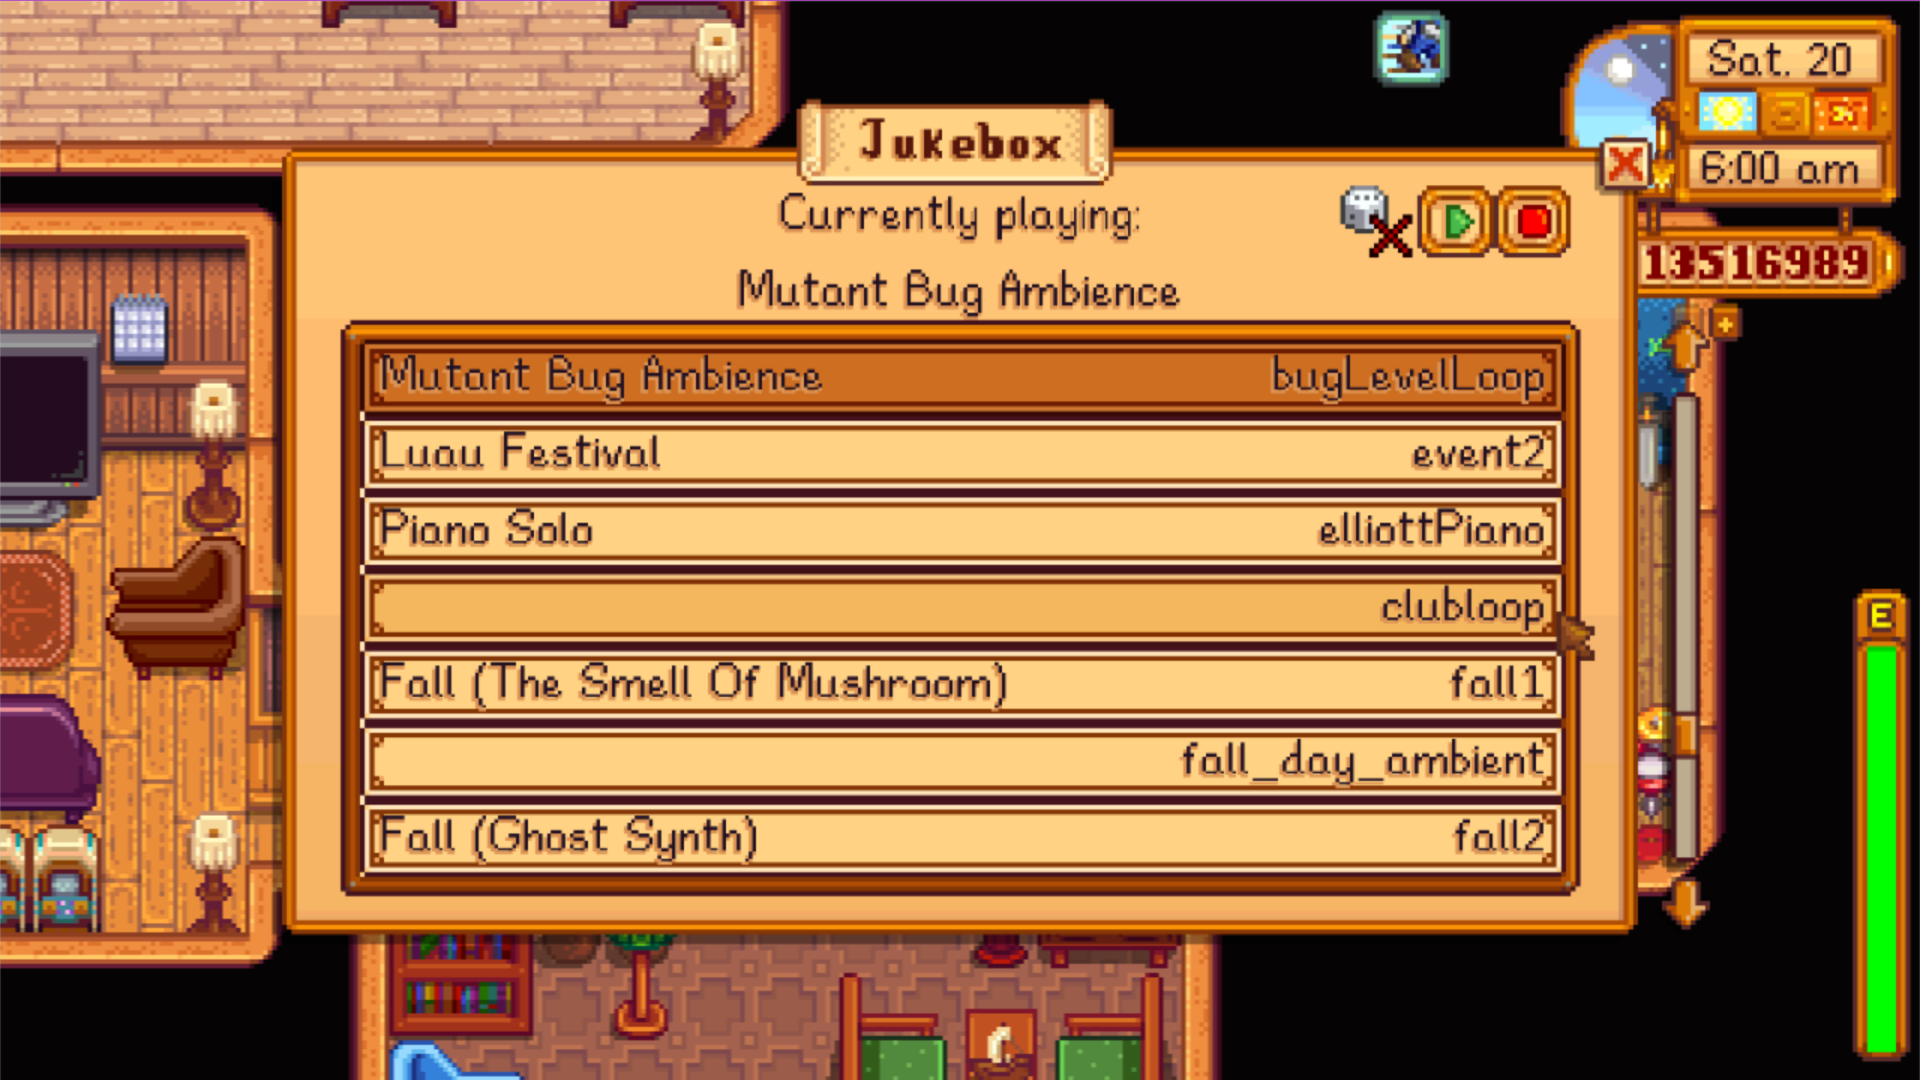 Sat. 20
Jukebox
6:00 am
Currently playing:
13516989
Mutant Bug Ambience
Mutant Bug Ambience bugLevelLoop
Luau Festival event2
Piano Solo elliottPiano
clubloop
Fall (The Smell Of Mushroom) fall1
fall_day_ambient
Fall (Ghost Synth) fall2
E